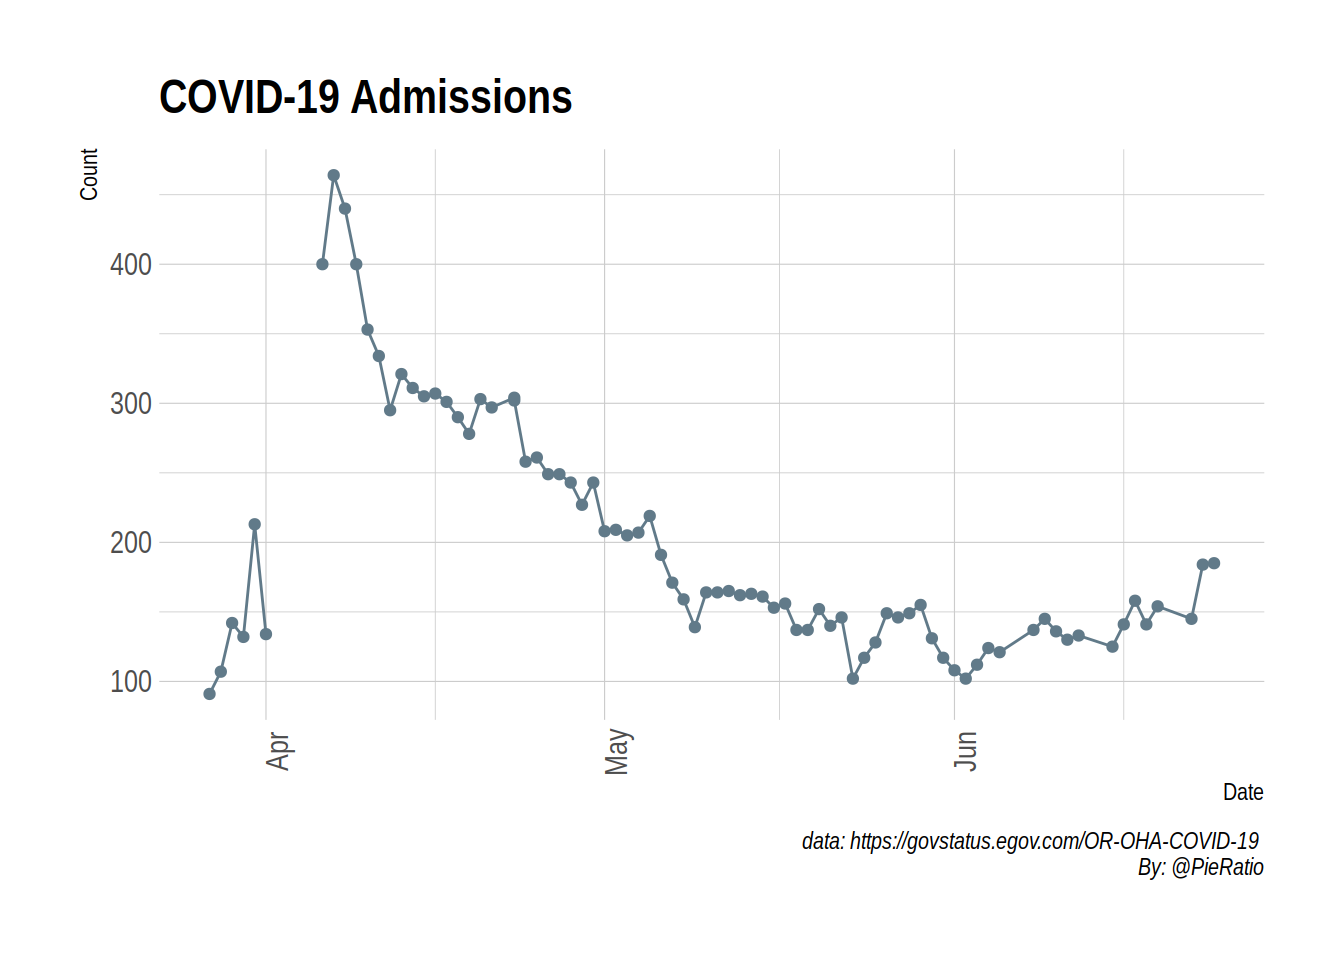 COVID-19 Admissions
Count
400
300
200
100
Apr
May
Jun
Date
data: https://govstatus.egov.com/OR-OHA-COVID-19
By: @PieRatio